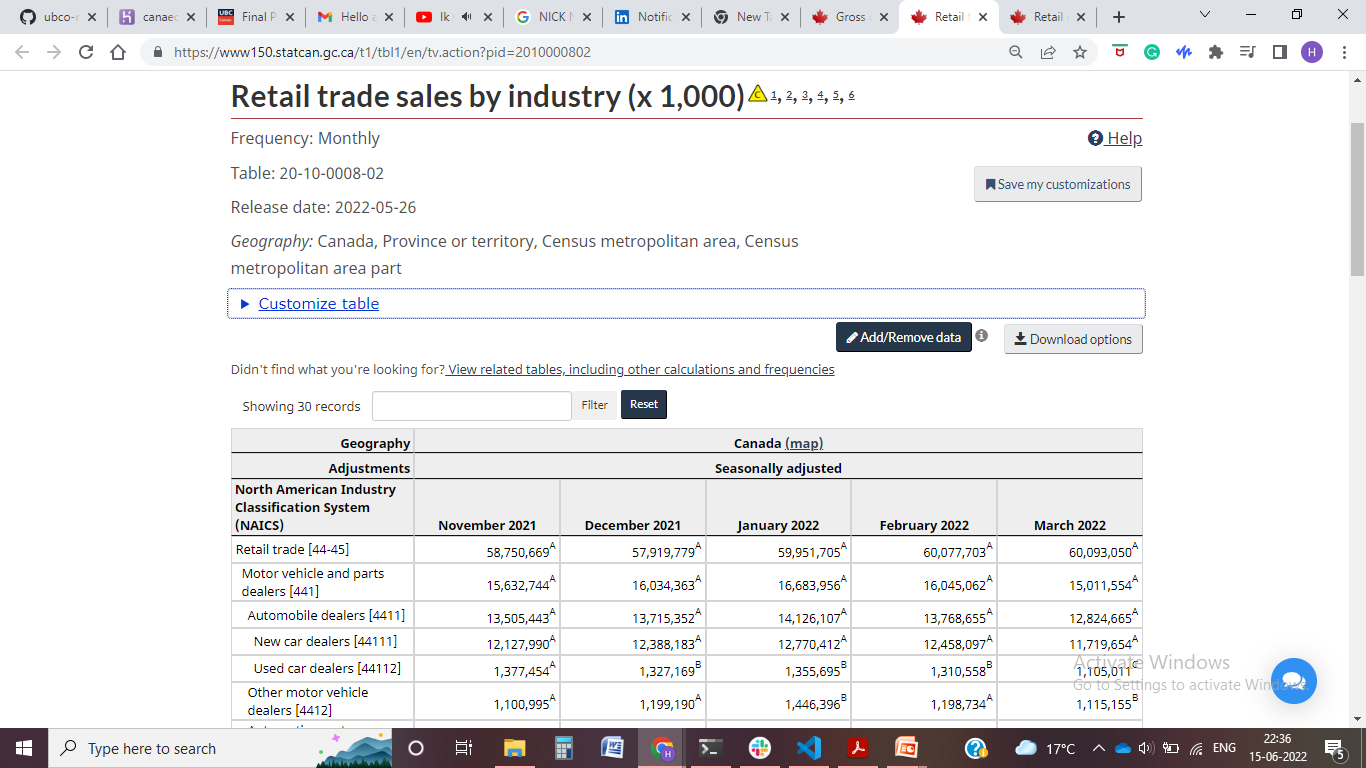 ubco-
canaec
Final P
Hello a
Ik
NICK
Notific
New Ta
Gross
Retail t
Retail
https://www150.statcan.gc.ca/t1/tbl1/en/tv.action?pid=2010000802
H
Retail trade sales by industry (x 1,000) C 1, 2, 3, 4, 5, 6
Frequency: Monthly
Help
Table: 20-10-0008-02
Save my customizations
Release date: 2022-05-26
Geography: Canada, Province or territory, Census metropolitan area, Census
metropolitan area part
Customize table
Add/Remove data
Download options
Didn't find what you're looking for? View related tables, including other calculations and frequencies
Showing 30 records Filter Reset
Geography Canada (map)
Adjustments Seasonally adjusted
North American Industry
Classification System
(NAICS) November 2021 December 2021 January 2022 February 2022 March 2022
Retail trade [44-45] 58,750,669A 57,919,779A 59,951,705A 60,077,703A 60,093,050A
Motor vehicle and parts
dealers [441] 15,632,744A 16,034,363A 16,683,956A 16,045,062A 15,011,554A
Automobile dealers [4411] 13,505,443A 13,715,352A 14,126,107A 13,768,655A 12,824,665A
New car dealers [44111] 12,127,990A 12,388,183A 12,770,412A 12,458,097A 11,719,654A
Used car dealers [44112] 1,377,454A 1,327,169B 1,355,695B 1,310,558B 1,105,011C
Other motor vehicle
dealers [4412] 1,100,995A 1,199,190A 1,446,396B 1,198,734A 1,115,155B
Activate Windows
Go to Settings to activate Windows.
Type here to search
17°C
ENG
22:36
15-06-2022
5